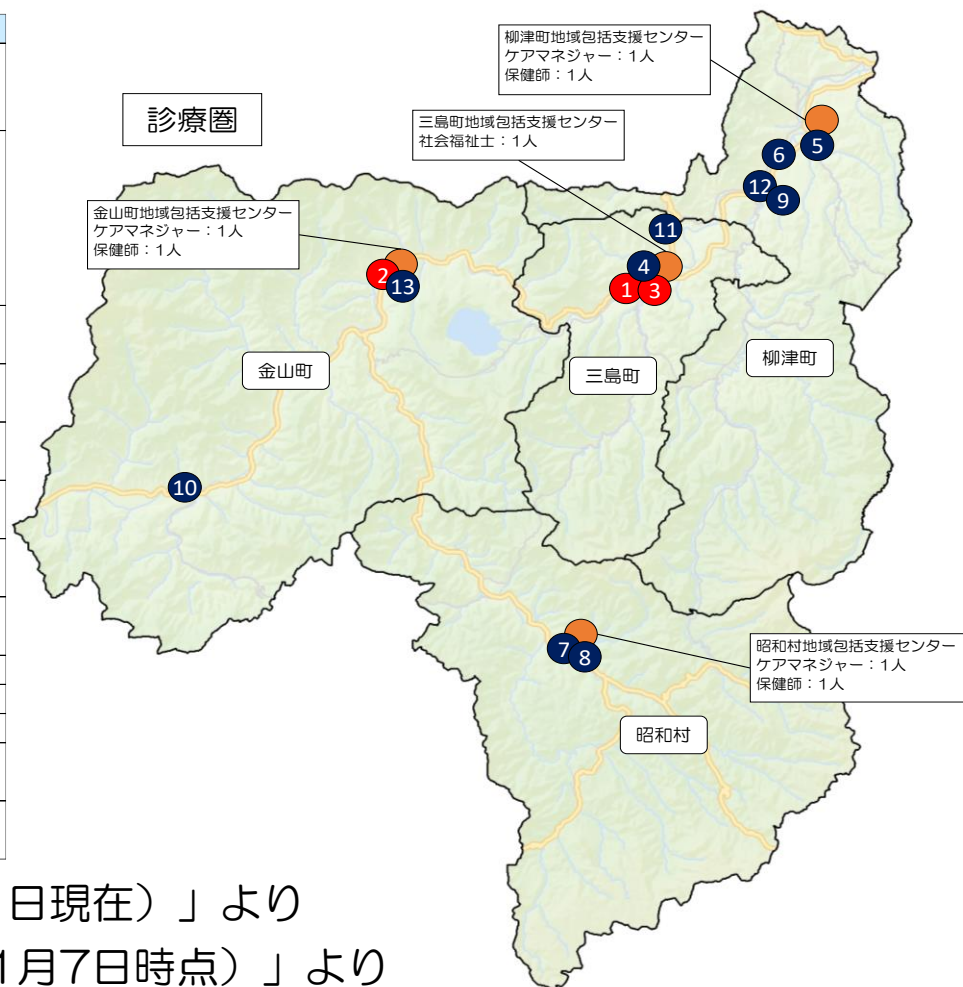 診療圏
柳津町地域包括支援センター
ケアマネジャー：1人
保健師：1人
三島町地域包括支援センター
社会福祉士：1人
金山町地域包括支援センター
ケアマネジャー：1人
保健師：1人
5
6
12
9
11
4
1
3
2
13
金山町
三島町
柳津町
10
7
8
昭和村地域包括支援センター
ケアマネジャー：1人
保健師：1人
昭和村
日現在）」より
1月7日時点）」より